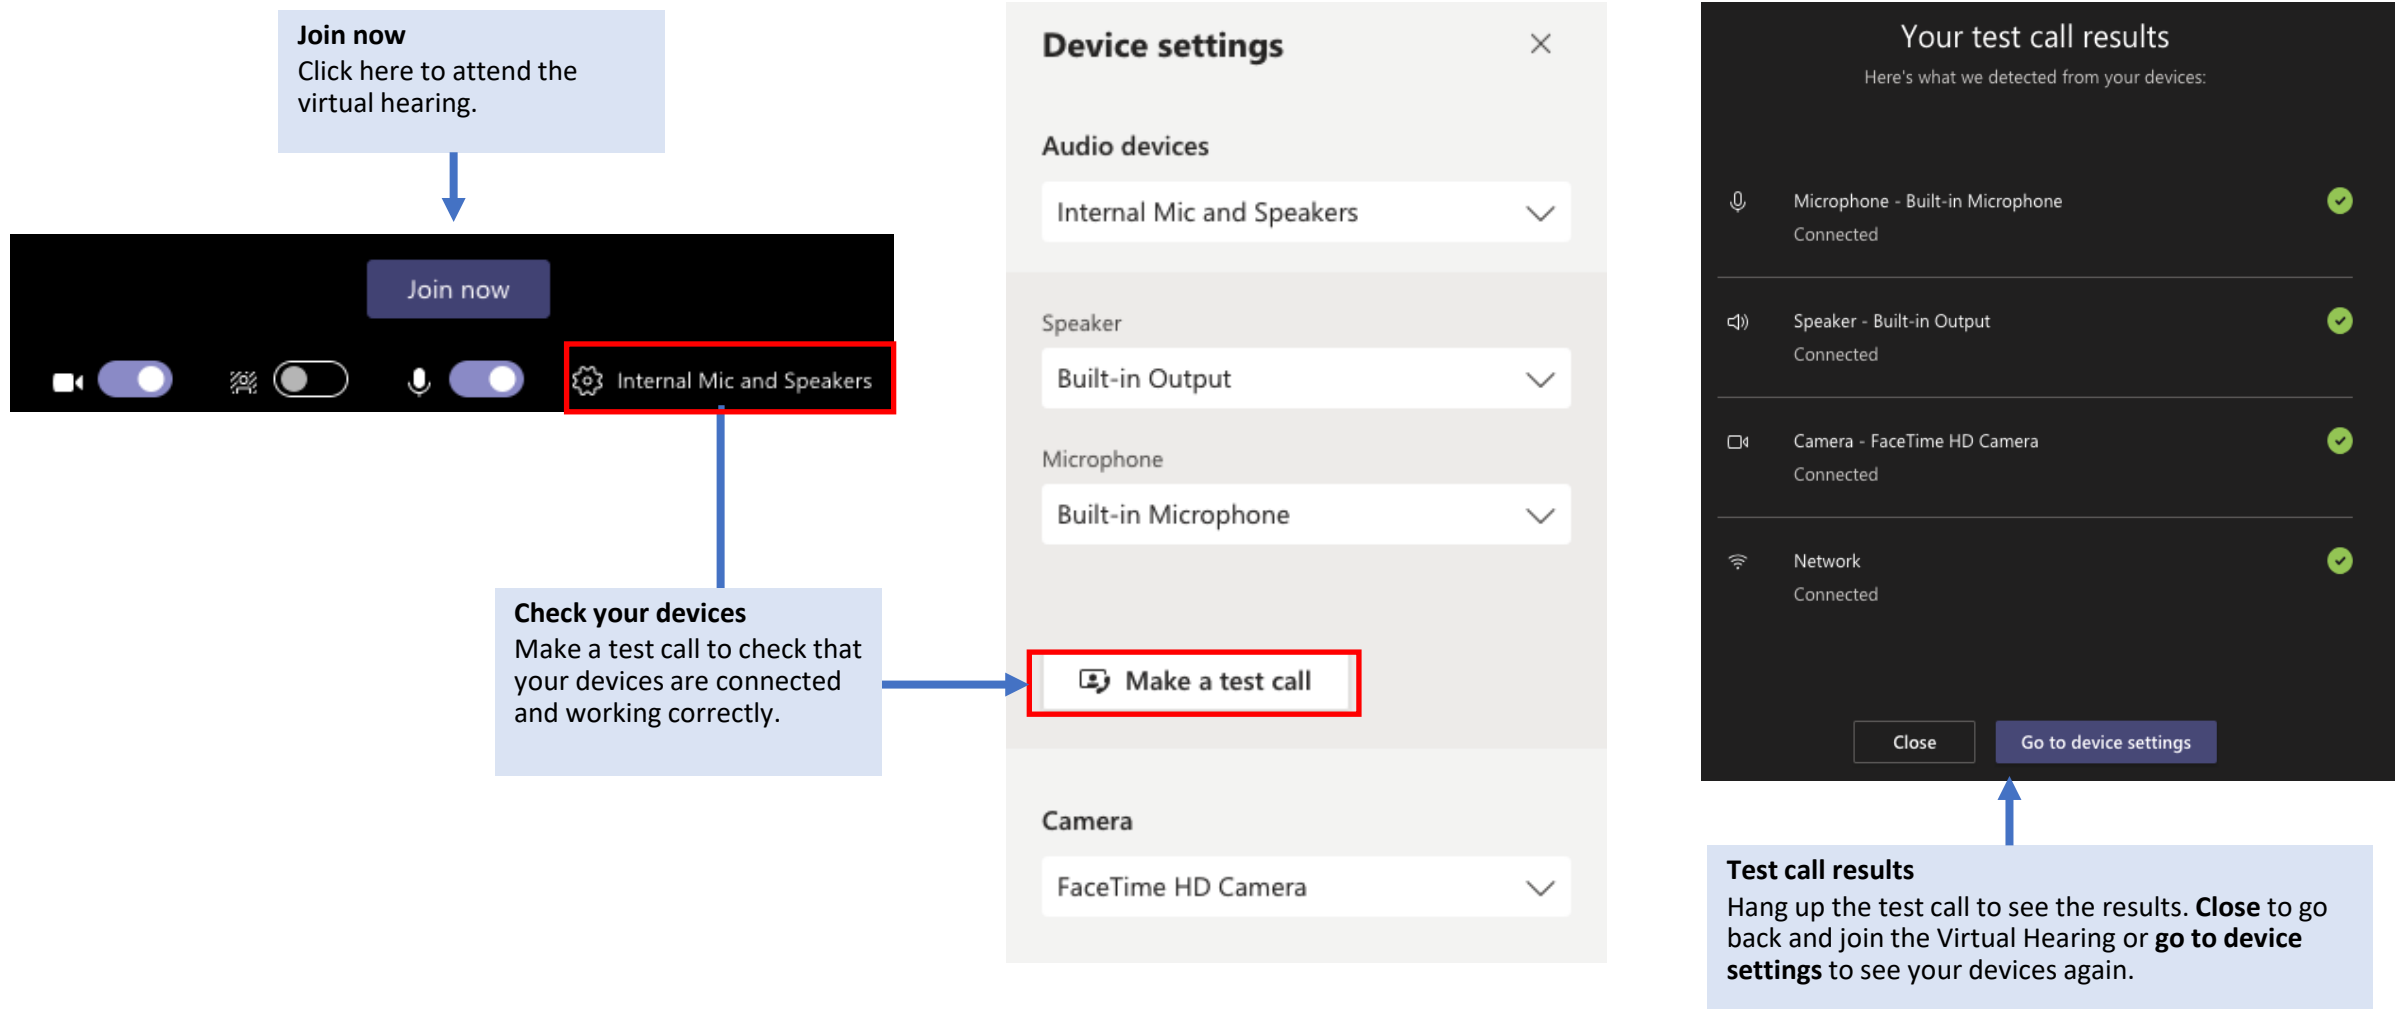 Join now
Click here to attend the
virtual hearing.
Join now
Internal Mic and Speakers
Check your devices
Make a test call to check that
your devices are connected
and working correctly.
Device settings
Audio devices
Internal Mic and Speakers
Speaker
Built-in Output
Microphone
Built-in Microphone
Make a test call
Camera
FaceTime HD Camera
Your test call results
Here's what we detected from your devices:
Microphone - Built-in Microphone
Connected
Speaker - Built-in Output
Connected
Camera - FaceTime HD Camera
Connected
Network
Connected
Close
Go to device settings
Test call results
Hang up the test call to see the results. Close to go
back and join the Virtual Hearing or go to device
settings to see your devices again.